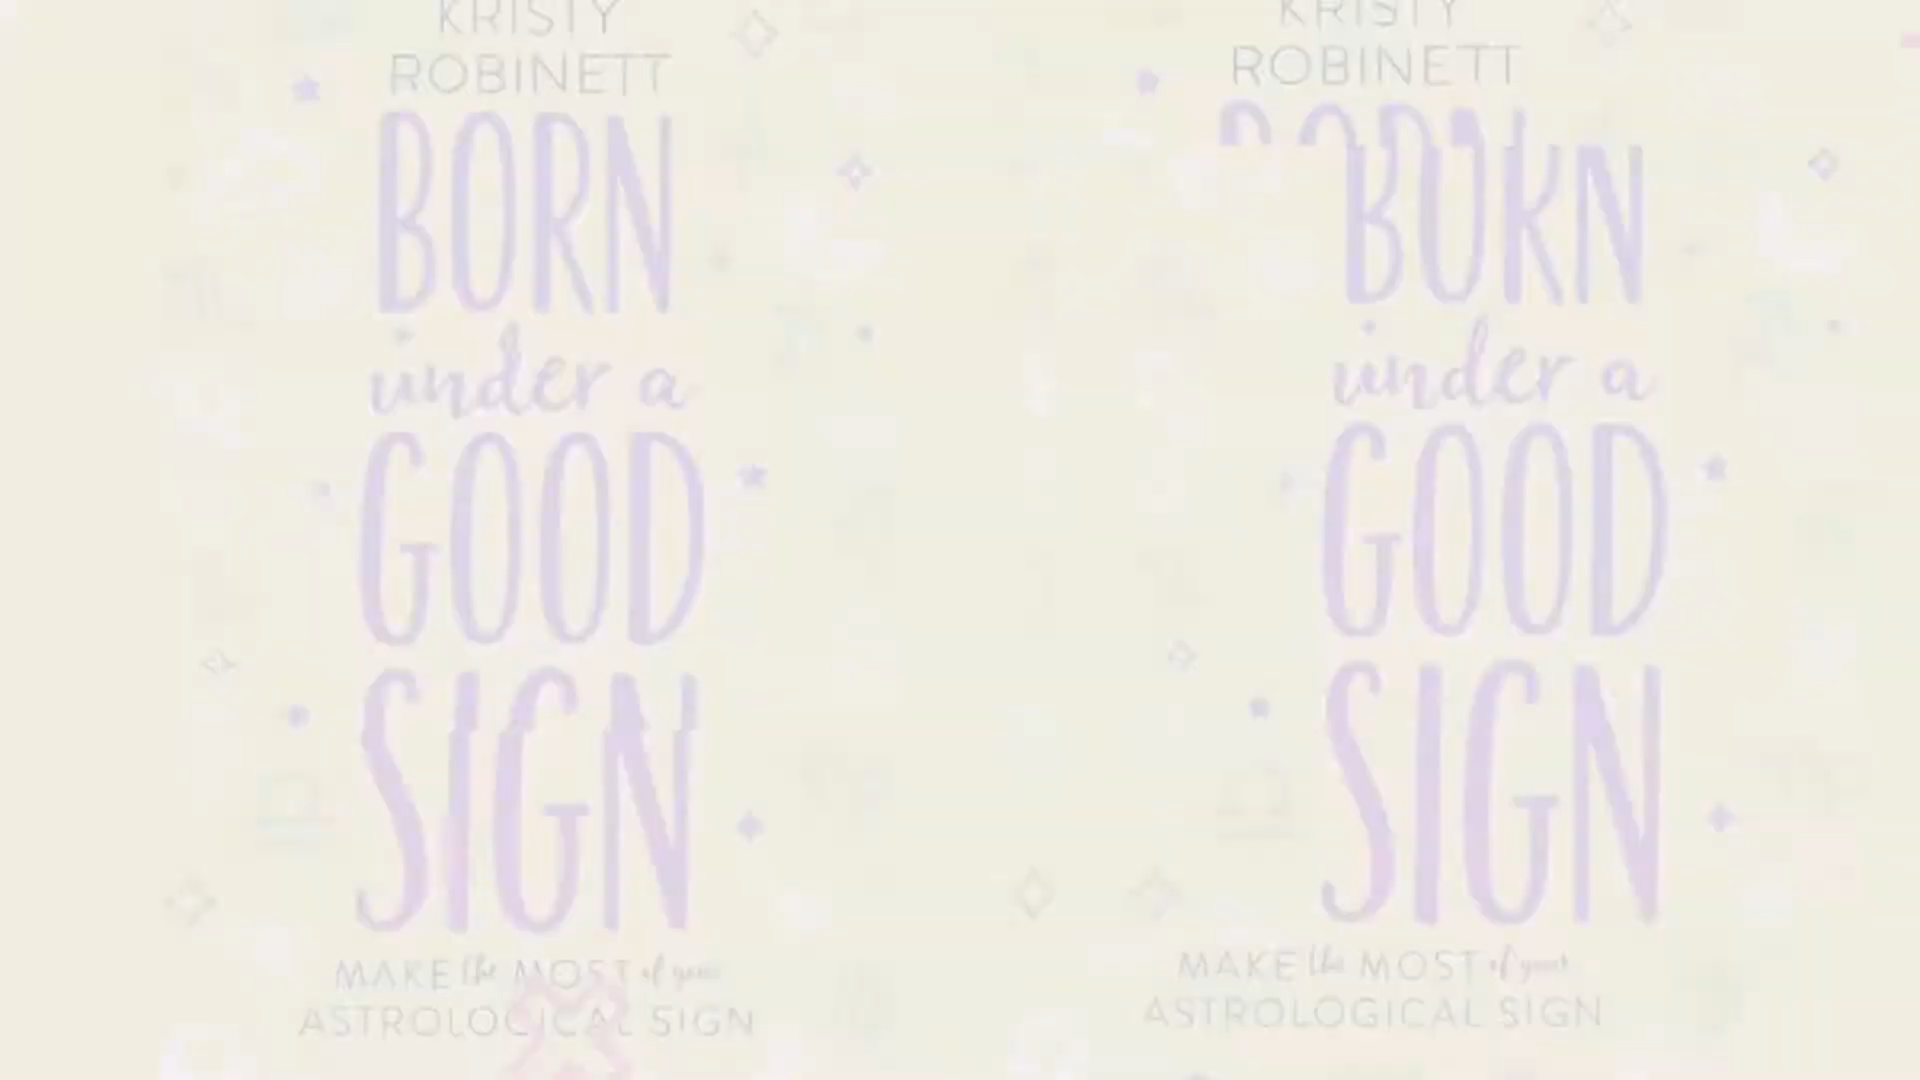 KRISTY
ROBINETT
BORN
under a
GOOD
SIGN
MAKE the MOST of your
ASTROLOGICAL SIGN
KRISTY
ROBINETT
BORN
under a
GOOD
SIGN
MAKE the MOST of your
ASTROLOGICAL SIGN